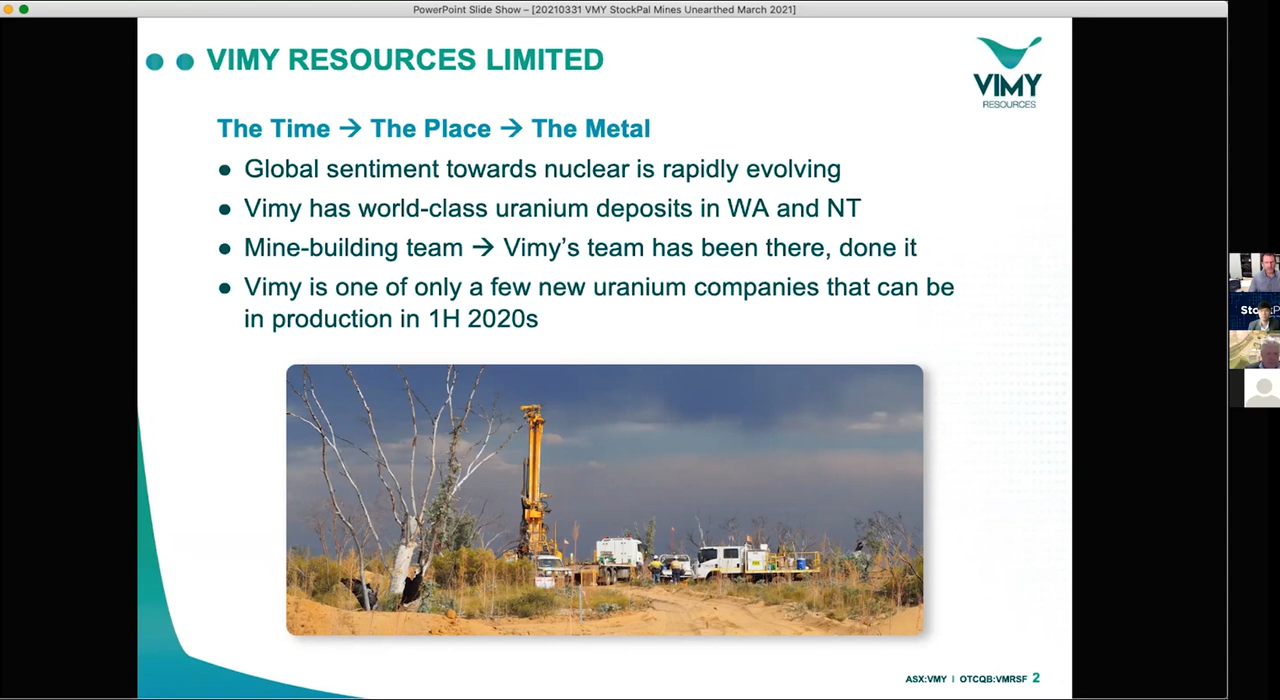 PowerPoint Slide Show – [20210331 VMY StockPal Mines Unearthed March 2021]
VIMY RESOURCES LIMITED
VIMY
RESOURCES
The Time → The Place → The Metal
● Global sentiment towards nuclear is rapidly evolving
● Vimy has world-class uranium deposits in WA and NT
● Mine-building team → Vimy's team has been there, done it
● Vimy is one of only a few new uranium companies that can be
in production in 1H 2020s
ASX:VMY | OTCQB:VMRSF 2